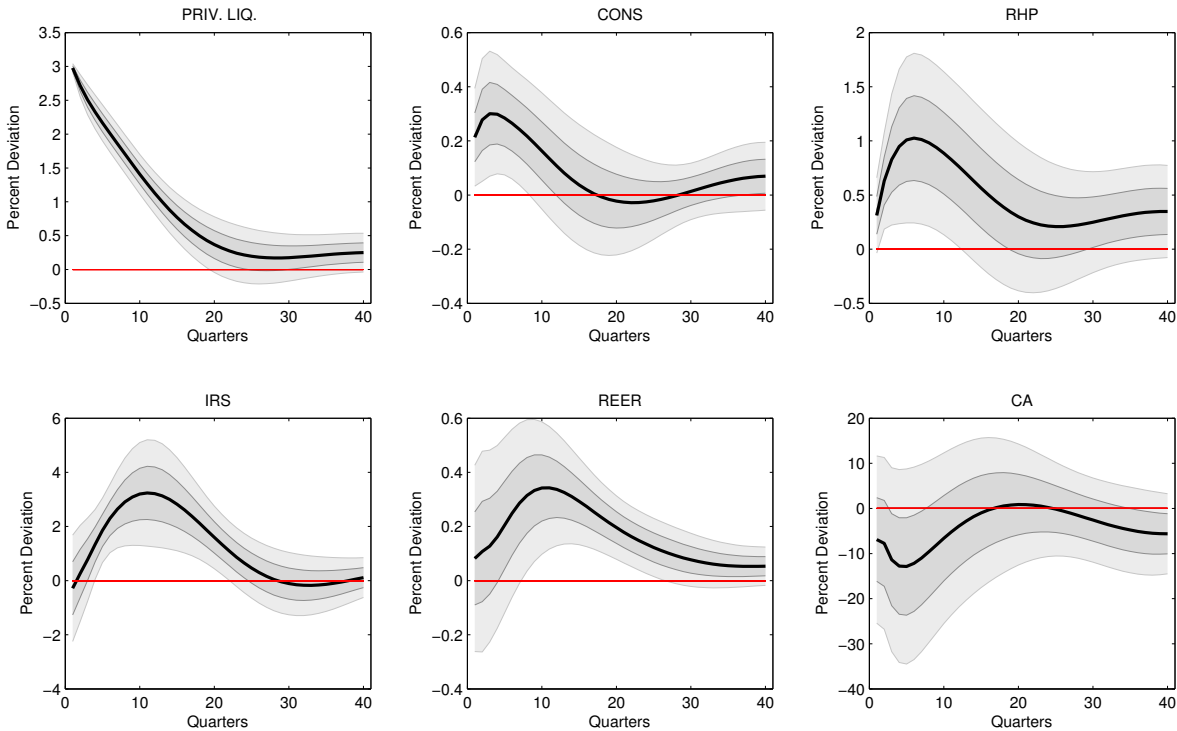 PRIV. LIQ.
CONS
RHP
Percent Deviation
3.5
3
2.5
2
1.5
1
0.5
0
−0.5
0 10 20 30 40
Quarters
Percent Deviation
0.6
0.4
0.2
0
−0.2
−0.4
0 10 20 30 40
Quarters
Percent Deviation
2
1.5
1
0.5
0
−0.5
0 10 20 30 40
Quarters
IRS
REER
CA
Percent Deviation
6
4
2
0
−2
−4
0 10 20 30 40
Quarters
Percent Deviation
0.6
0.4
0.2
0
−0.2
−0.4
0 10 20 30 40
Quarters
Percent Deviation
20
10
0
−10
−20
−30
−40
0 10 20 30 40
Quarters